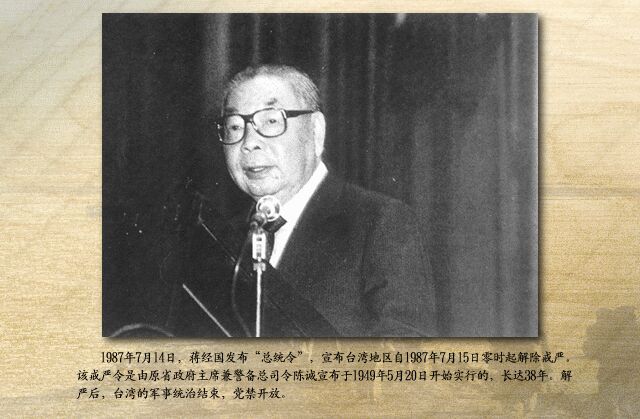 1987年7月14日，蒋经国发布“总统令”，宣布台湾地区自1987年7月15日零时起解除戒严。
该戒严令是由原省政府主席兼警备总司令陈诚宣布于1949年5月20日开始实行的，长达38年。解
严后，台湾的军事统治结束，党禁开放。